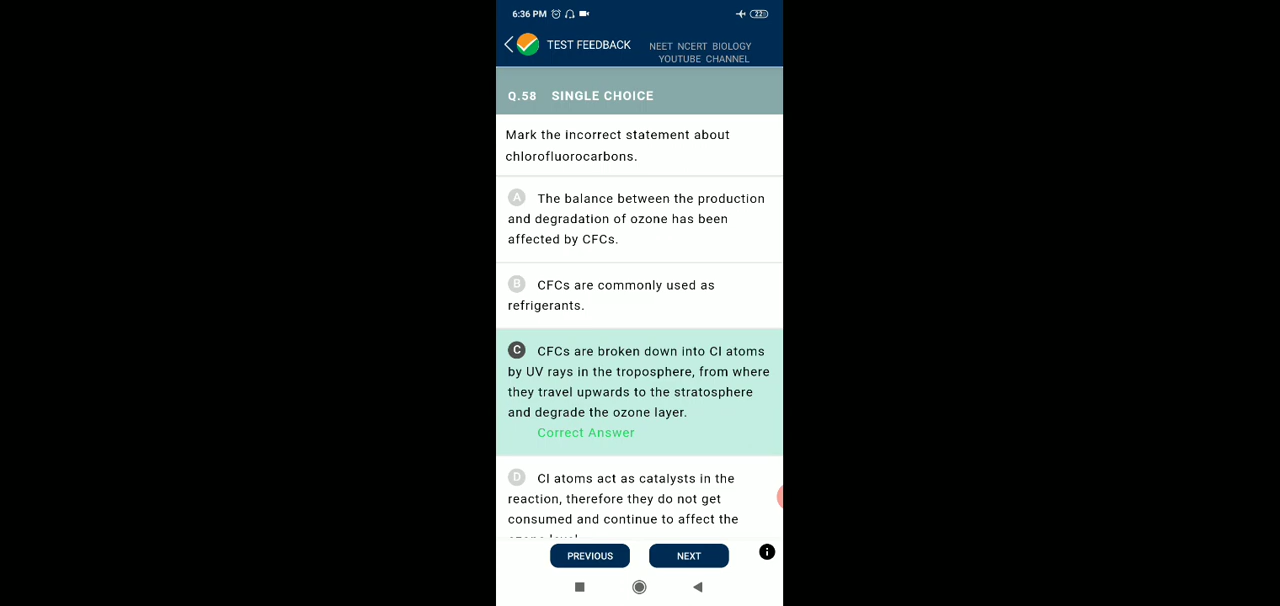 6:36 PM
22
TEST FEEDBACK
NEET NCERT BIOLOGY
YOUTUBE CHANNEL
Q.58 SINGLE CHOICE
Mark the incorrect statement about
chlorofluorocarbons.
A The balance between the production
and degradation of ozone has been
affected by CFCs.
B CFCs are commonly used as
refrigerants.
C CFCs are broken down into CI atoms
by UV rays in the troposphere, from where
they travel upwards to the stratosphere
and degrade the ozone layer.
Correct Answer
D CI atoms act as catalysts in the
reaction, therefore they do not get
consumed and continue to affect the
PREVIOUS NEXT